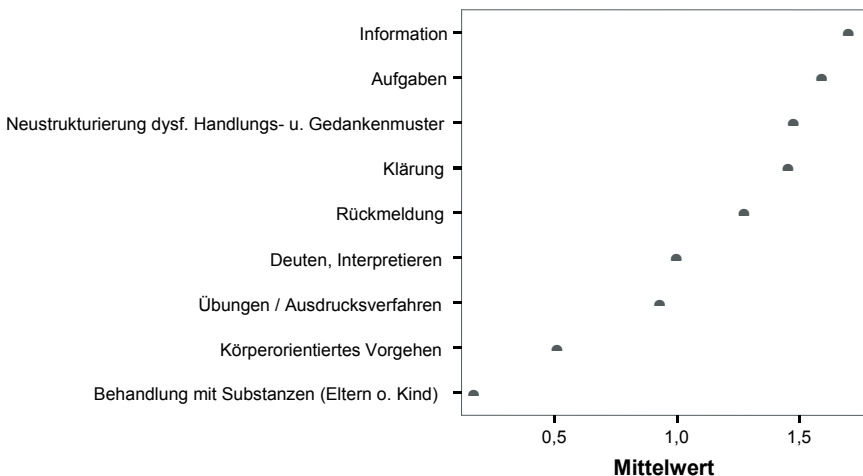 Information
Aufgaben
Neustrukturierung dysf. Handlungs- u. Gedankenmuster
Klärung
Rückmeldung
Deuten, Interpretieren
Übungen / Ausdrucksverfahren
Körperorientiertes Vorgehen
Behandlung mit Substanzen (Eltern o. Kind)
0,5 1,0 1,5
Mittelwert